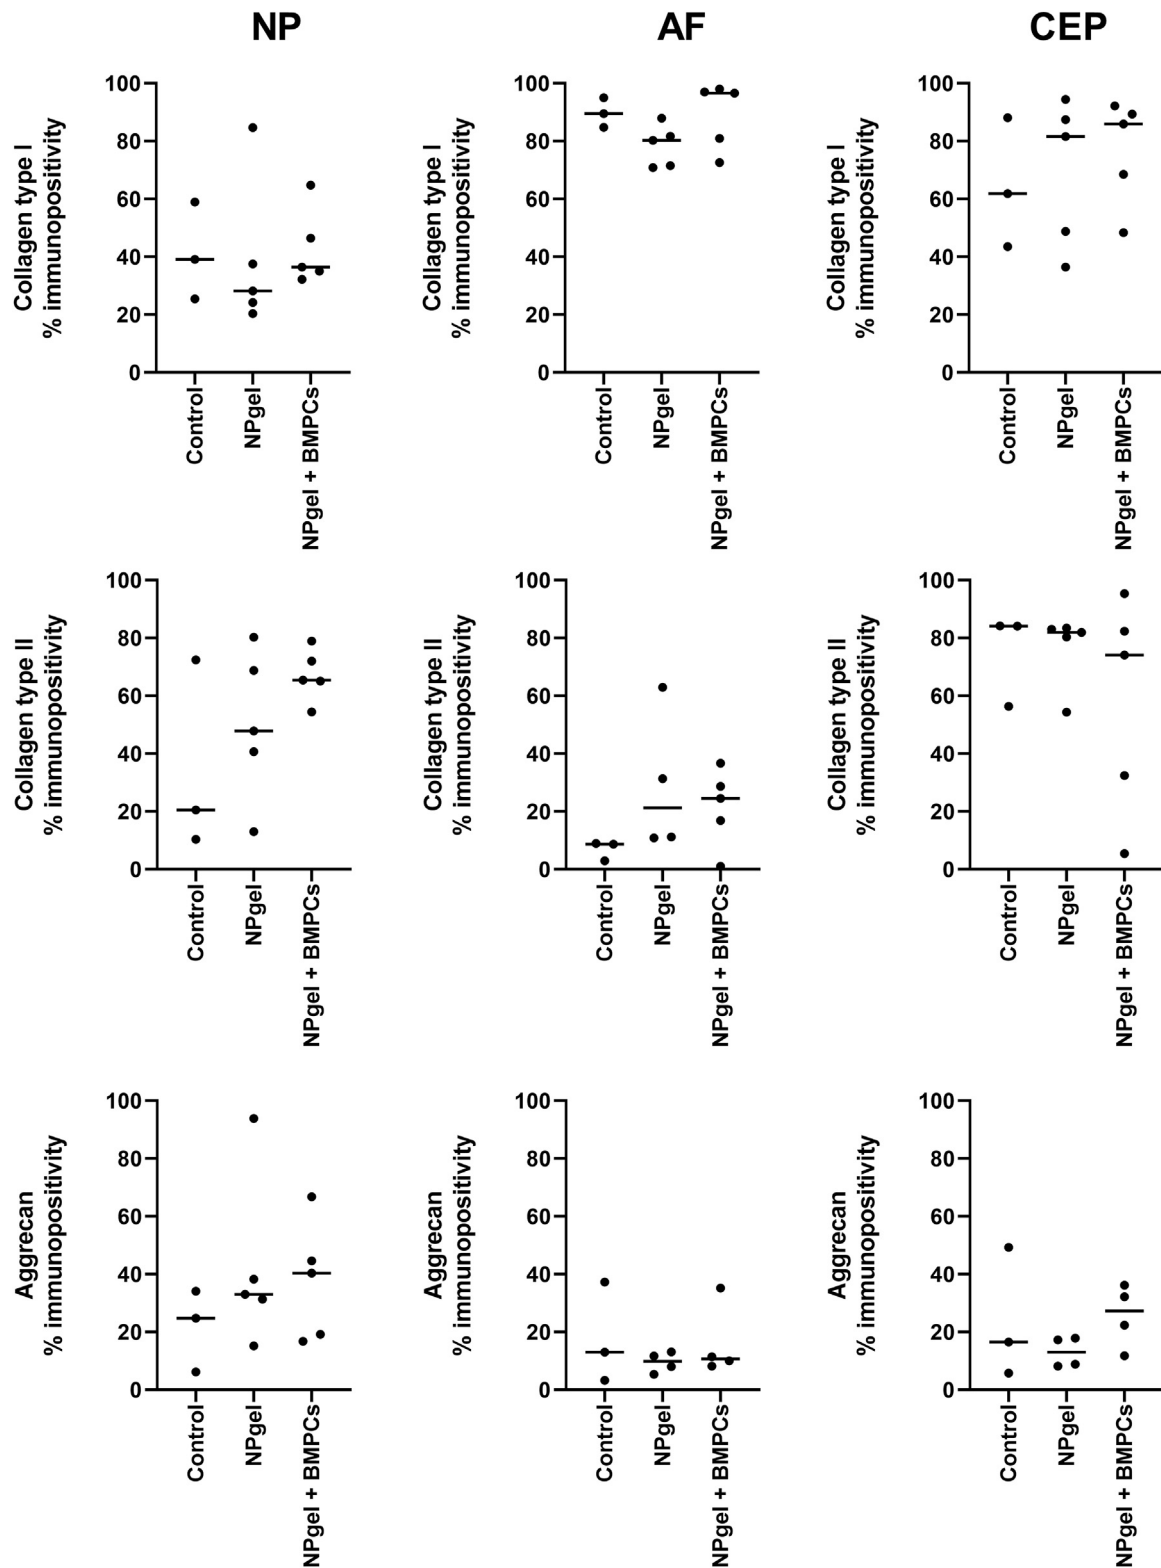 NP
AF
CEP
Collagen type I
% immunopositivity
100
80
60
40
20
0
Control
NPgel
NPgel + BMPCs
Collagen type I
% immunopositivity
100
80
60
40
20
0
Control
NPgel
NPgel + BMPCs
Collagen type I
% immunopositivity
100
80
60
40
20
0
Control
NPgel
NPgel + BMPCs
Collagen type II
% immunopositivity
100
80
60
40
20
0
Control
NPgel
NPgel + BMPCs
Collagen type II
% immunopositivity
100
80
60
40
20
0
Control
NPgel
NPgel + BMPCs
Collagen type II
% immunopositivity
100
80
60
40
20
0
Control
NPgel
NPgel + BMPCs
Aggrecan
% immunopositivity
100
80
60
40
20
0
Control
NPgel
NPgel + BMPCs
Aggrecan
% immunopositivity
100
80
60
40
20
0
Control
NPgel
NPgel + BMPCs
Aggrecan
% immunopositivity
100
80
60
40
20
0
Control
NPgel
NPgel + BMPCs